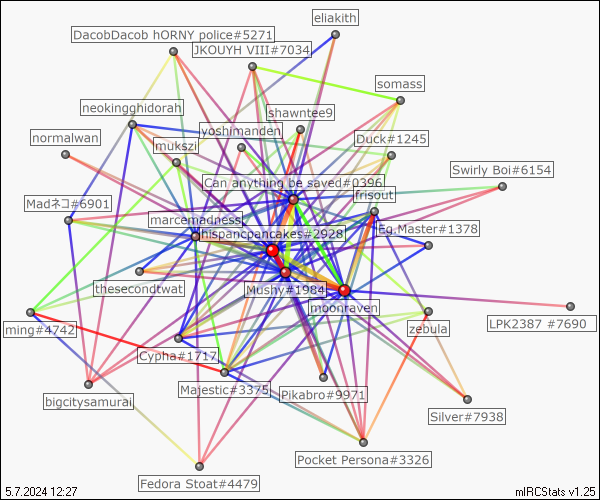 eliakith
DacobDacob hORNY police#5271
JKOUYH VIII#7034
somass
neokingghidorah
shawntee9
yoshimanden
normalwan
mukszi
Duck#1245
Swirly Boi#6154
Can anything be saved#0396
frisout
Madネコ#6901
marcemadness
hispancpancakes#2928
Eg.Master#1378
thesecondtwat
Mushy#1984
moonraven
ming#4742
zebula
LPK2387 #7690
Cypha#1717
Majestic#3375
Pikabro#9971
bigcitysamurai
Silver#7938
Pocket Persona#3326
Fedora Stoat#4479
5.7.2024 12:27
mIRCStats v1.25